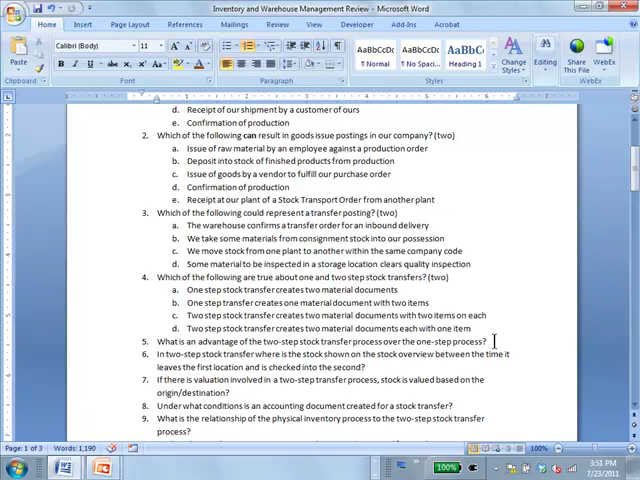 Inventory and Warehouse Management Review - Microsoft Word
Home Insert Page Layout References Mailings Review View Developer Add-Ins Acrobat
Calibri (Body) 11
AaBbCcDc AaBbCcDc AaBbC
¶ Normal ¶ No Spaci... Heading 1
Paste
Change Styles
Editing
Share This File
WebEx
Clipboard Font Paragraph Styles WebEx
d. Receipt of our shipment by a customer of ours
e. Confirmation of production
2. Which of the following can result in goods issue postings in our company? (two)
a. Issue of raw material by an employee against a production order
b. Deposit into stock of finished products from production
c. Issue of goods by a vendor to fulfill our purchase order
d. Confirmation of production
e. Receipt at our plant of a Stock Transport Order from another plant
3. Which of the following could represent a transfer posting? (two)
a. The warehouse confirms a transfer order for an inbound delivery
b. We take some materials from consignment stock into our possession
c. We move stock from one plant to another within the same company code
d. Some material to be inspected in a storage location clears quality inspection
4. Which of the following are true about one and two step stock transfers? (two)
a. One step stock transfer creates two material documents
b. One step transfer creates one material document with two items
c. Two step stock transfer creates two material documents with two items on each
d. Two step stock transfer creates two material documents each with one item
5. What is an advantage of the two-step stock transfer process over the one-step process?
6. In two-step stock transfer where is the stock shown on the stock overview between the time it
leaves the first location and is checked into the second?
7. If there is valuation involved in a two-step transfer process, stock is valued based on the
origin/destination?
8. Under what conditions is an accounting document created for a stock transfer?
9. What is the relationship of the physical inventory process to the two-step stock transfer
process?
Page: 1 of 3 Words: 1,190 100%
100%
3:51 PM
7/23/2011